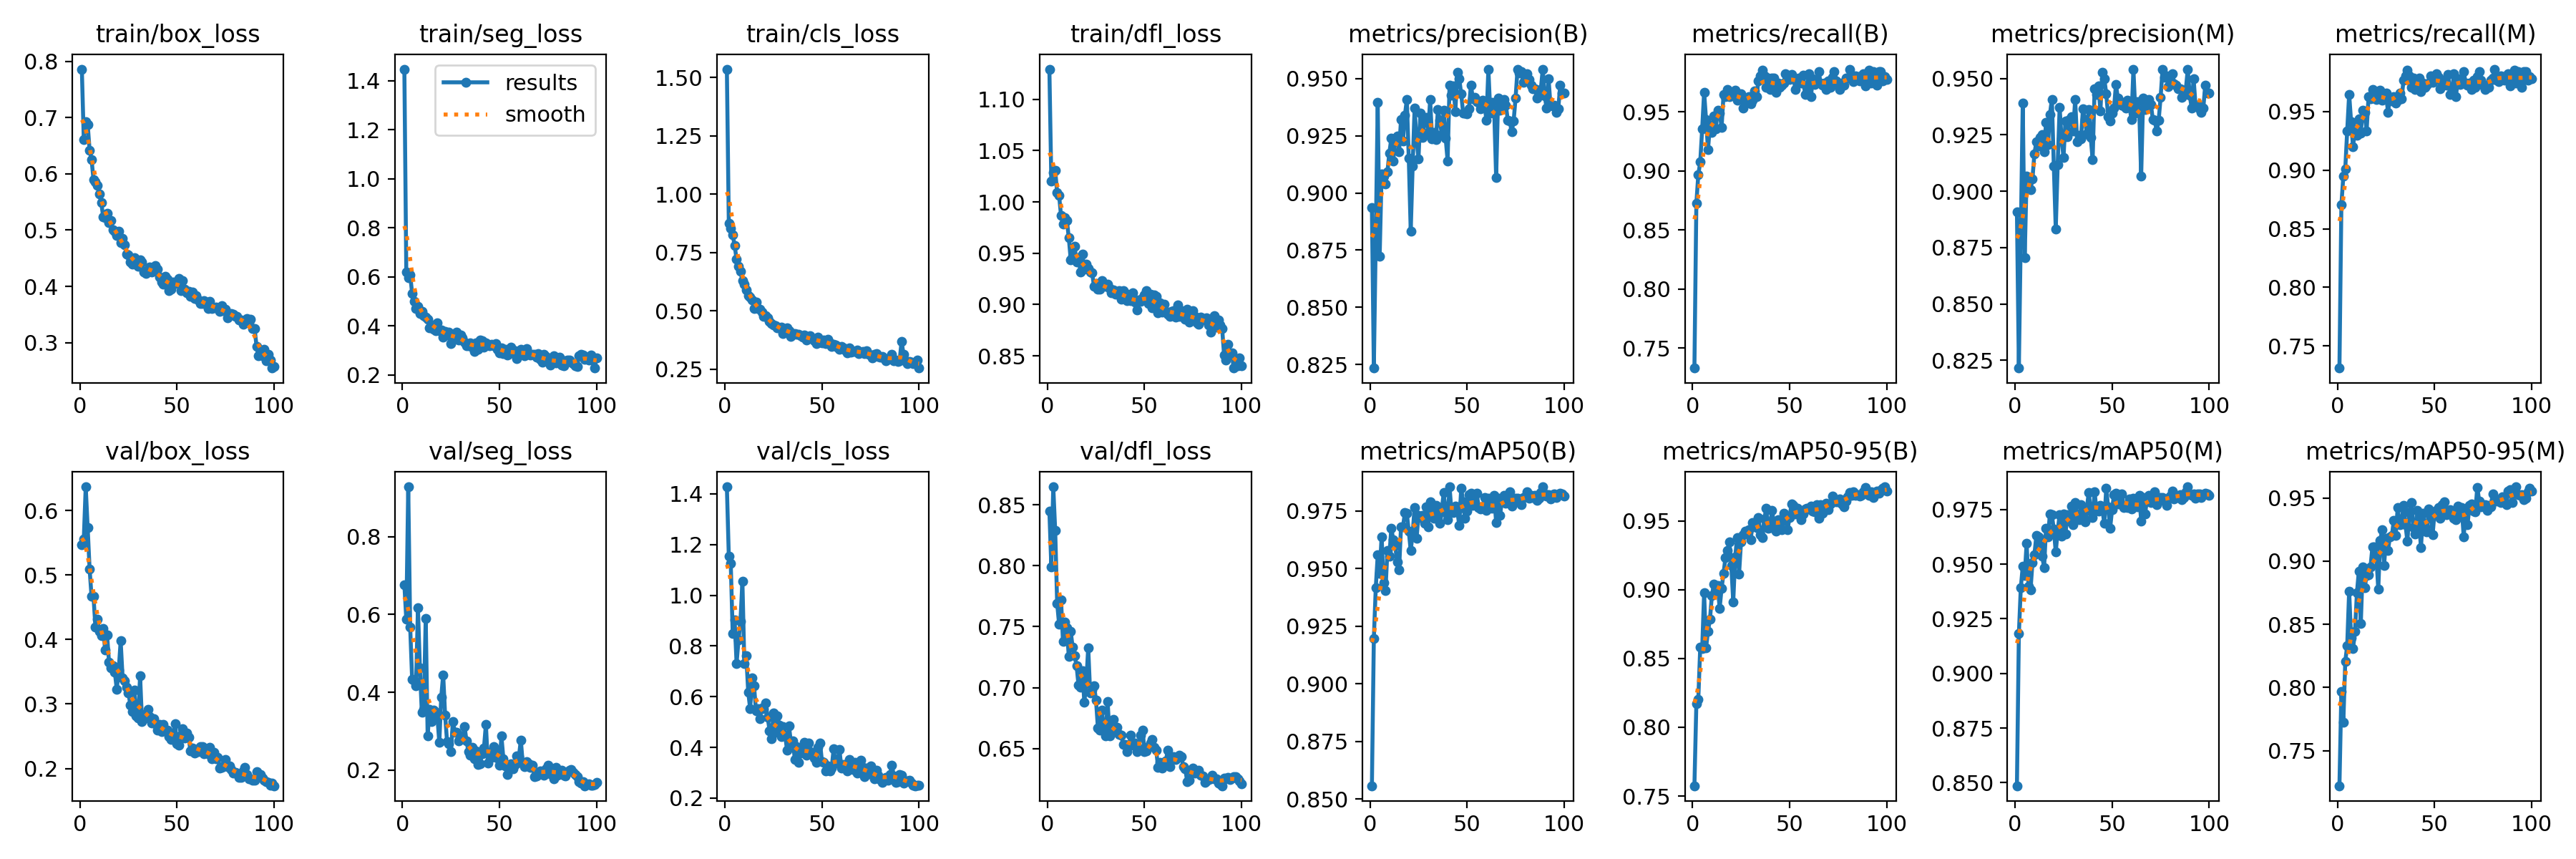 train/box_loss
train/seg_loss
train/cls_loss
train/dfl_loss
metrics/precision(B)
metrics/recall(B)
metrics/precision(M)
metrics/recall(M)
0.8
0.7
0.6
0.5
0.4
0.3
0 50 100
1.4
1.2
1.0
0.8
0.6
0.4
0.2
results
smooth
0 50 100
1.50
1.25
1.00
0.75
0.50
0.25
0 50 100
1.10
1.05
1.00
0.95
0.90
0.85
0 50 100
0.950
0.925
0.900
0.875
0.850
0.825
0 50 100
0.95
0.90
0.85
0.80
0.75
0 50 100
0.950
0.925
0.900
0.875
0.850
0.825
0 50 100
0.95
0.90
0.85
0.80
0.75
0 50 100
val/box_loss
val/seg_loss
val/cls_loss
val/dfl_loss
metrics/mAP50(B)
metrics/mAP50-95(B)
metrics/mAP50(M)
metrics/mAP50-95(M)
0.6
0.5
0.4
0.3
0.2
0 50 100
0.8
0.6
0.4
0.2
0 50 100
1.4
1.2
1.0
0.8
0.6
0.4
0.2
0 50 100
0.85
0.80
0.75
0.70
0.65
0 50 100
0.975
0.950
0.925
0.900
0.875
0.850
0 50 100
0.95
0.90
0.85
0.80
0.75
0 50 100
0.975
0.950
0.925
0.900
0.875
0.850
0 50 100
0.95
0.90
0.85
0.80
0.75
0 50 100